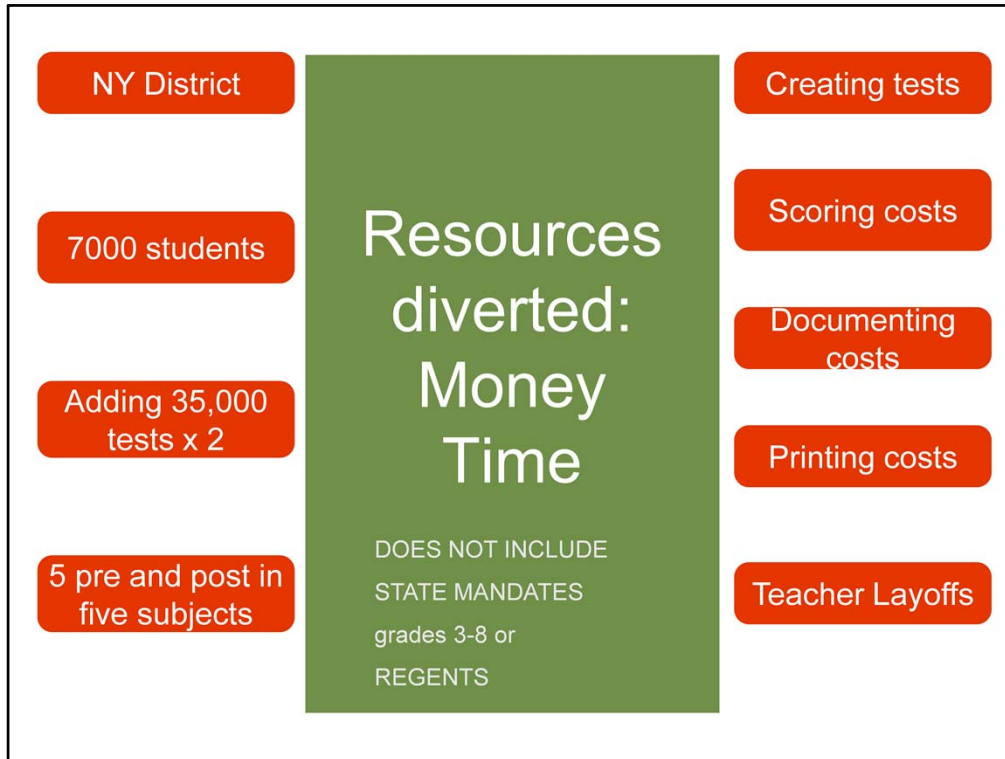 NY District
7000 students
Adding 35,000
tests x 2
5 pre and post in
five subjects
Resources
diverted:
Money
Time
DOES NOT INCLUDE
STATE MANDATES
grades 3-8 or
REGENTS
Creating tests
Scoring costs
Documenting
costs
Printing costs
Teacher Layoffs